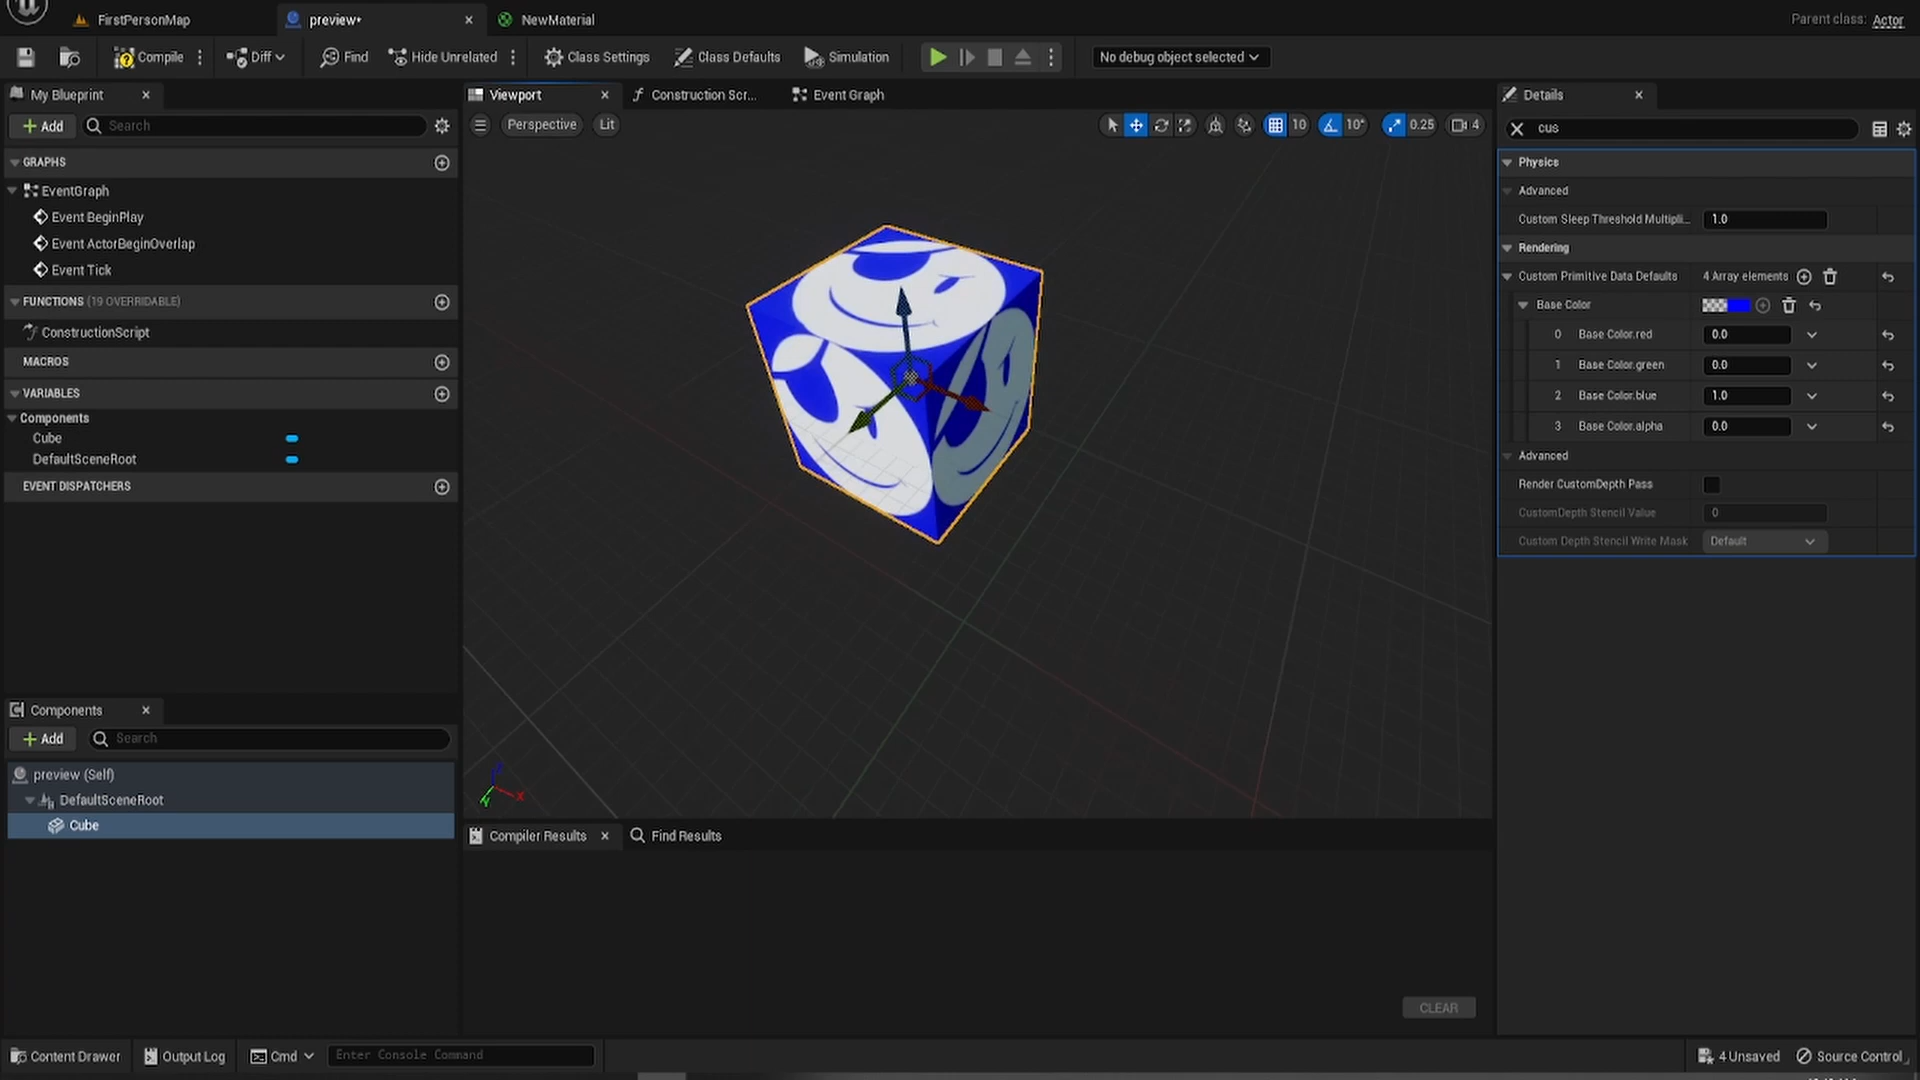 FirstPersonMap
preview*
NewMaterial
Parent class: Actor
Compile
Diff
Find
Hide Unrelated
Class Settings
Class Defaults
Simulation
No debug object selected
My Blueprint
Viewport
Construction Scr...
Event Graph
Details
Add
Search
Perspective
Lit
10
10°
0.25
4
cus
GRAPHS
EventGraph
Event BeginPlay
Event ActorBeginOverlap
Event Tick
FUNCTIONS (19 OVERRIDABLE)
ConstructionScript
MACROS
VARIABLES
Components
Cube
DefaultSceneRoot
EVENT DISPATCHERS
Physics
Advanced
Custom Sleep Threshold Multipli...
1.0
Rendering
Custom Primitive Data Defaults
4 Array elements
Base Color
0 Base Color.red 0.0
1 Base Color.green 0.0
2 Base Color.blue 1.0
3 Base Color.alpha 0.0
Advanced
Render CustomDepth Pass
CustomDepth Stencil Value 0
Custom Depth Stencil Write Mask Default
Components
Add
Search
preview (Self)
DefaultSceneRoot
Cube
Z
X
Y
Compiler Results
Find Results
CLEAR
Content Drawer
Output Log
Cmd
Enter Console Command
4 Unsaved
Source Control